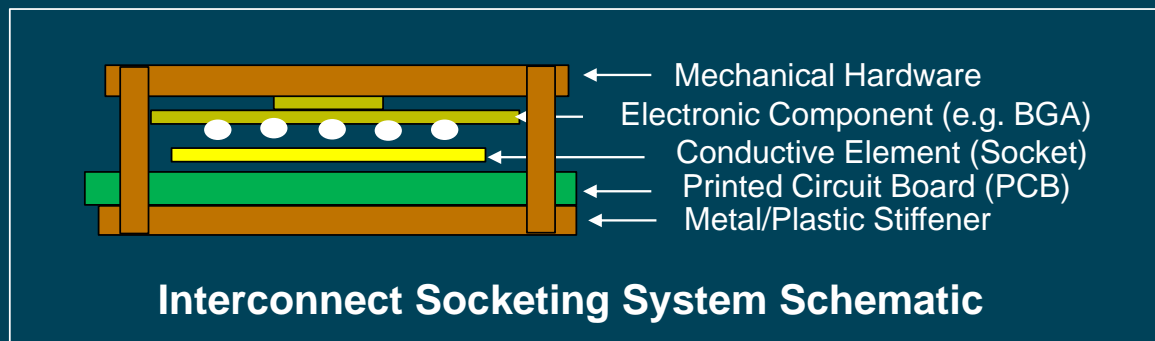 Mechanical Hardware
Electronic Component (e.g. BGA)
Conductive Element (Socket)
Printed Circuit Board (PCB)
Metal/Plastic Stiffener
Interconnect Socketing System Schematic